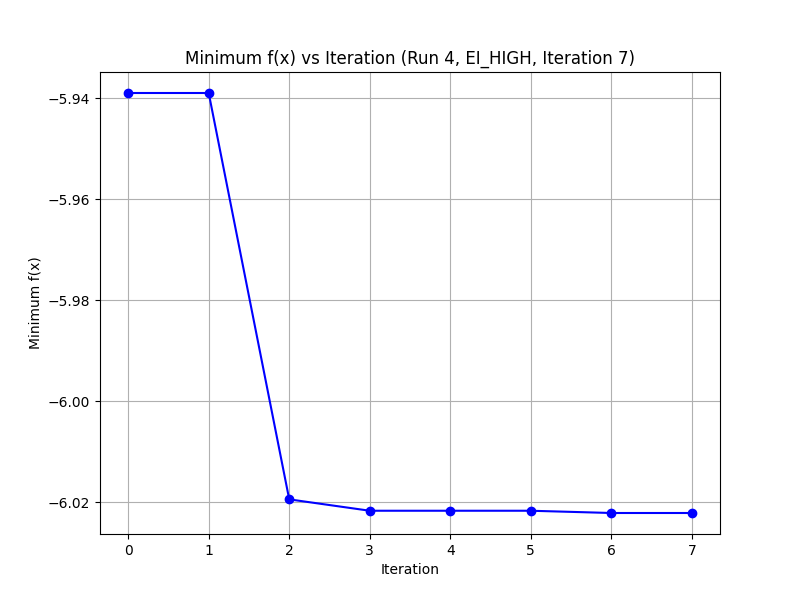 Minimum f(x) vs Iteration (Run 4, EI_HIGH, Iteration 7)
Minimum f(x)
−5.94
−5.96
−5.98
−6.00
−6.02
0 1 2 3 4 5 6 7
Iteration